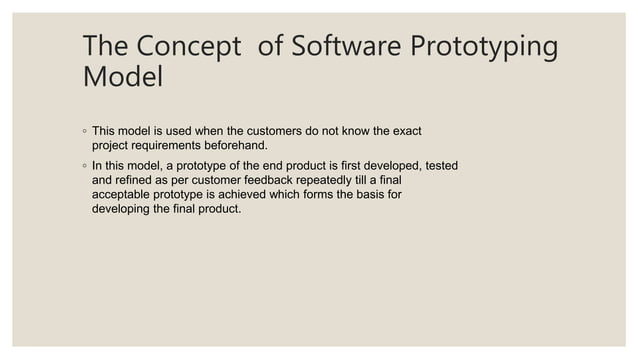 The Concept  of Software Prototyping
Model
◦ This model is used when the customers do not know the exact
project requirements beforehand.
◦ In this model, a prototype of the end product is first developed, tested
and refined as per customer feedback repeatedly till a final
acceptable prototype is achieved which forms the basis for
developing the final product.